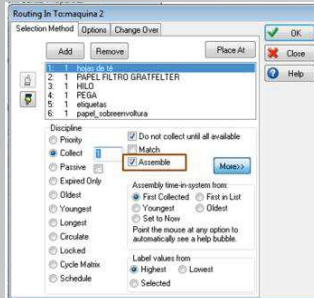 Routing In To:maquina 2
Selection Method Options Change Over
Add Remove Place At
1: 1 hojas de té
2: 1 PAPEL FILTRO GRATFELTER
3: 1 HILO
4: 1 PEGA
5: 1 etiquetas
6: 1 papel_sobreenvoltura
Discipline
Priority
Collect 1
Passive
Expired Only
Oldest
Youngest
Longest
Circulate
Locked
Cycle Matrix
Schedule
Do not collect until all available
Match
Assemble
More>>
Assembly time-in-system from:
First Collected First in List
Youngest Oldest
Set to Now
Point the mouse at any option to
automatically see a help bubble.
Label values from
Highest Lowest
Selected
OK
Close
Help